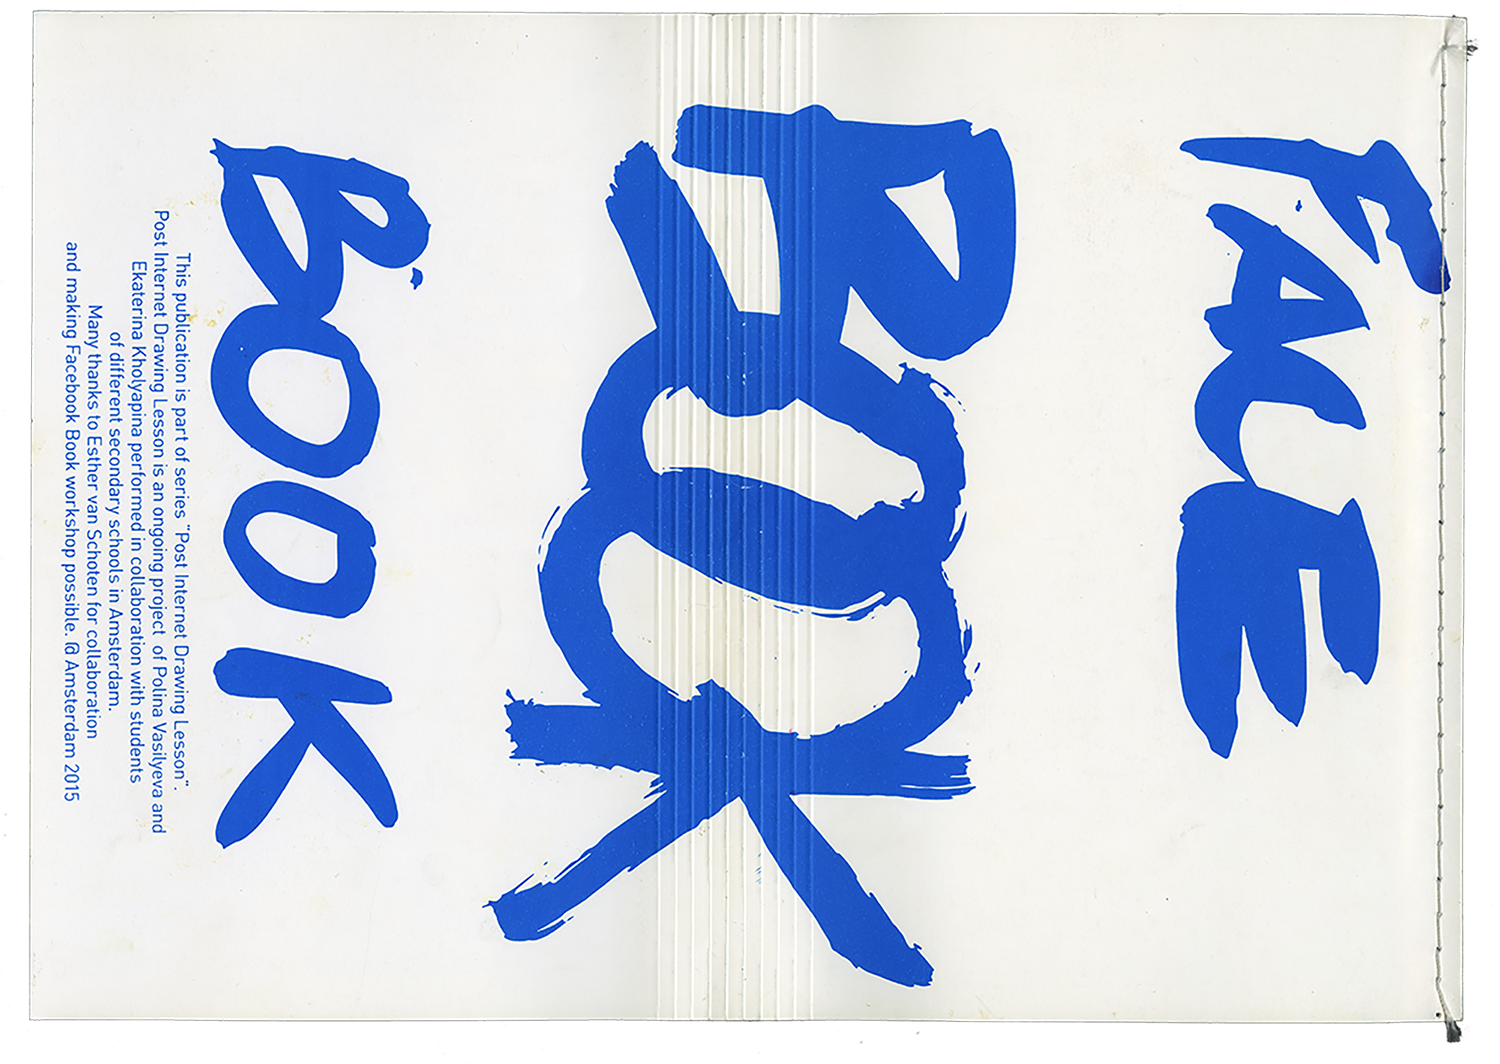 FACE
BOOK
BOOK
This publication is part of series "Post Internet Drawing Lesson".
Post Internet Drawing Lesson is an ongoing project of Polina Vasilyeva and
Ekaterina Kholyapina performed in collaboration with students
of different secondary schools in Amsterdam.
Many thanks to Esther van Schoten for collaboration
and making Facebook Book workshop possible. @ Amsterdam 2015